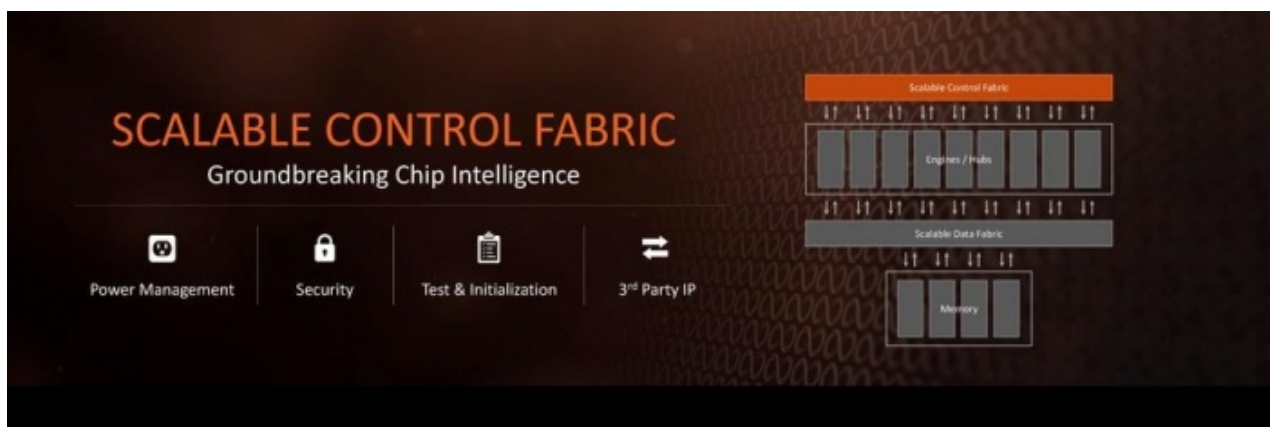 SCALABLE CONTROL FABRIC
Groundbreaking Chip Intelligence
Power Management
Security
Test & Initialization
3rd Party IP
Scalable Control Fabric
Engines / Hubs
Scalable Data Fabric
Memory